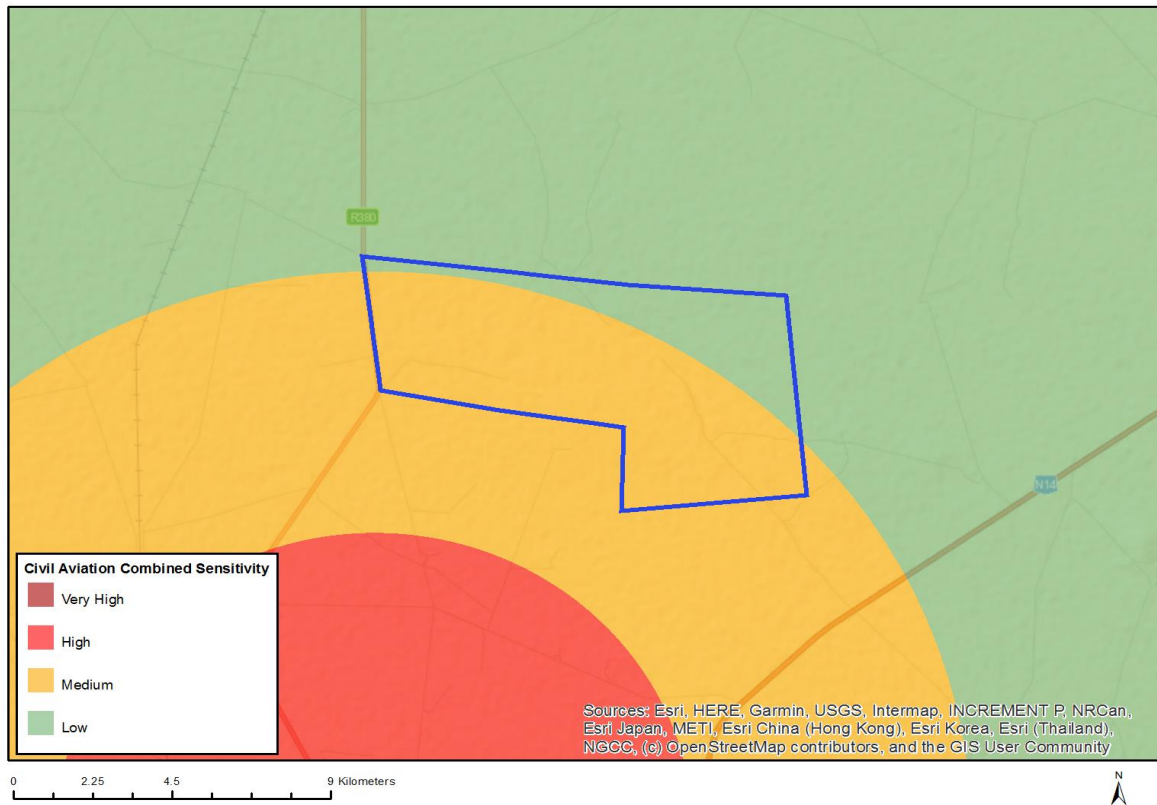 R380
N14
Civil Aviation Combined Sensitivity
Very High
High
Medium
Low
Sources: Esri, HERE, Garmin, USGS, Intermap, INCREMENT P, NRCan,
Esri Japan, METI, Esri China (Hong Kong), Esri Korea, Esri (Thailand),
NGCC, (c) OpenStreetMap contributors, and the GIS User Community
0 2.25 4.5 9 Kilometers
N